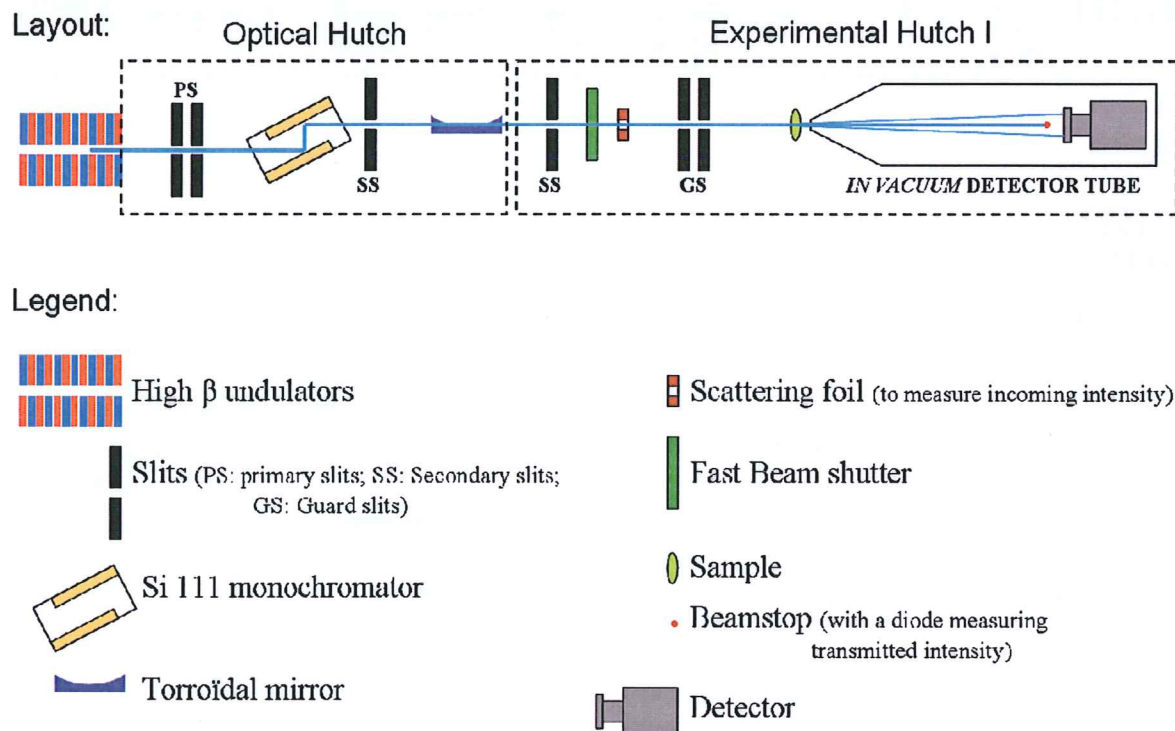 Layout:
Optical Hutch
Experimental Hutch I
PS
SS
SS
GS
IN VACUUM DETECTOR TUBE
Legend:
High β undulators
Slits (PS: primary slits; SS: Secondary slits;
GS: Guard slits)
Si 111 monochromator
Torroïdal mirror
Scattering foil (to measure incoming intensity)
Fast Beam shutter
Sample
Beamstop (with a diode measuring
transmitted intensity)
Detector